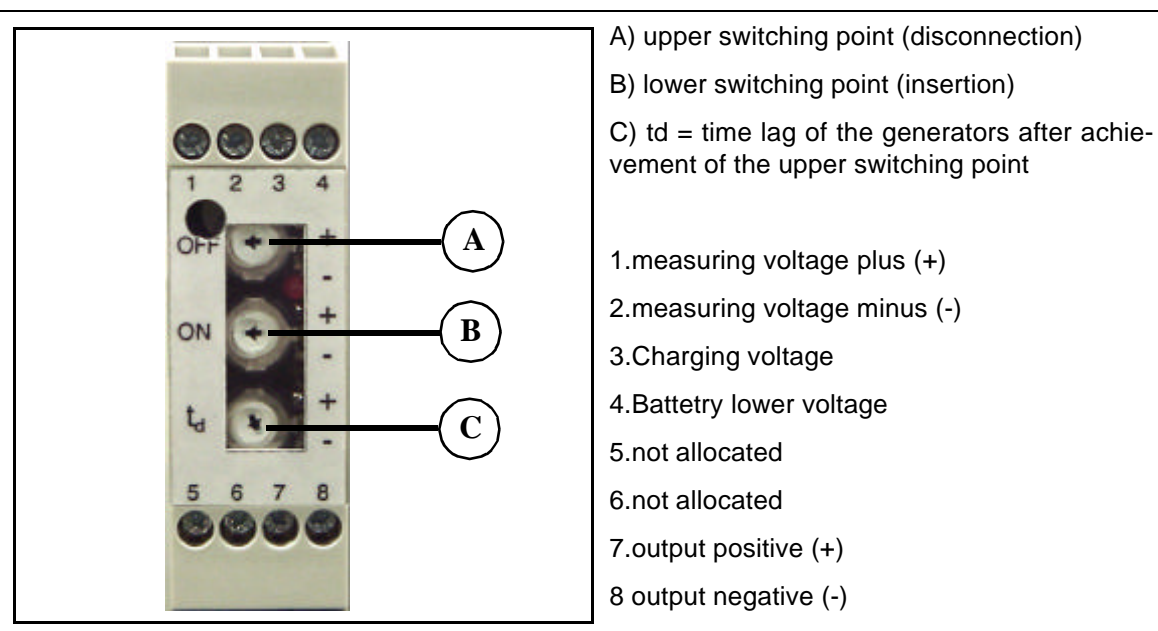 1 2 3 4
OFF
+
A
-
ON
+
B
-
td
+
C
-
5 6 7 8
A) upper switching point (disconnection)
B) lower switching point (insertion)
C) td = time lag of the generators after achie-
vement of the upper switching point
1.measuring voltage plus (+)
2.measuring voltage minus (-)
3.Charging voltage
4.Battetry lower voltage
5.not allocated
6.not allocated
7.output positive (+)
8 output negative (-)